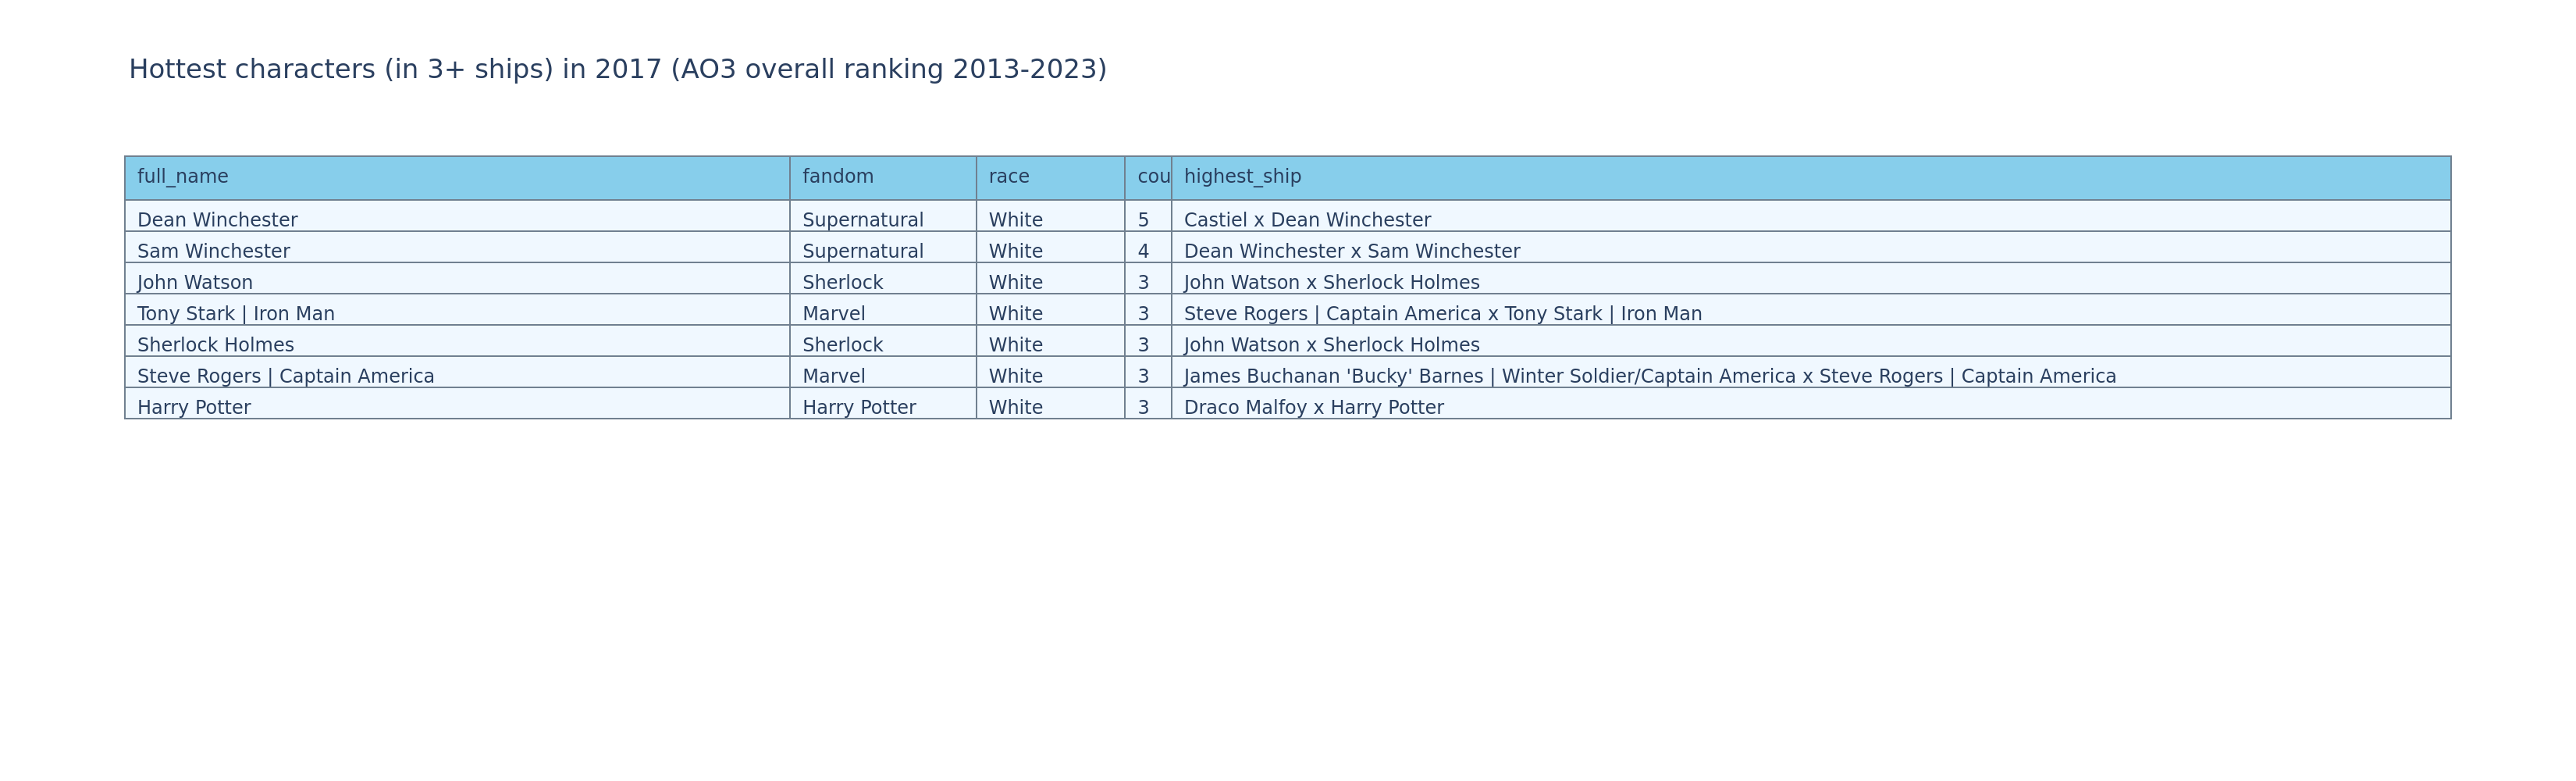 Hottest characters (in 3+ ships) in 2017 (AO3 overall ranking 2013-2023)
full_name fandom race cou highest_ship
Dean Winchester Supernatural White 5 Castiel x Dean Winchester
Sam Winchester Supernatural White 4 Dean Winchester x Sam Winchester
John Watson Sherlock White 3 John Watson x Sherlock Holmes
Tony Stark | Iron Man Marvel White 3 Steve Rogers | Captain America x Tony Stark | Iron Man
Sherlock Holmes Sherlock White 3 John Watson x Sherlock Holmes
Steve Rogers | Captain America Marvel White 3 James Buchanan 'Bucky' Barnes | Winter Soldier/Captain America x Steve Rogers | Captain America
Harry Potter Harry Potter White 3 Draco Malfoy x Harry Potter